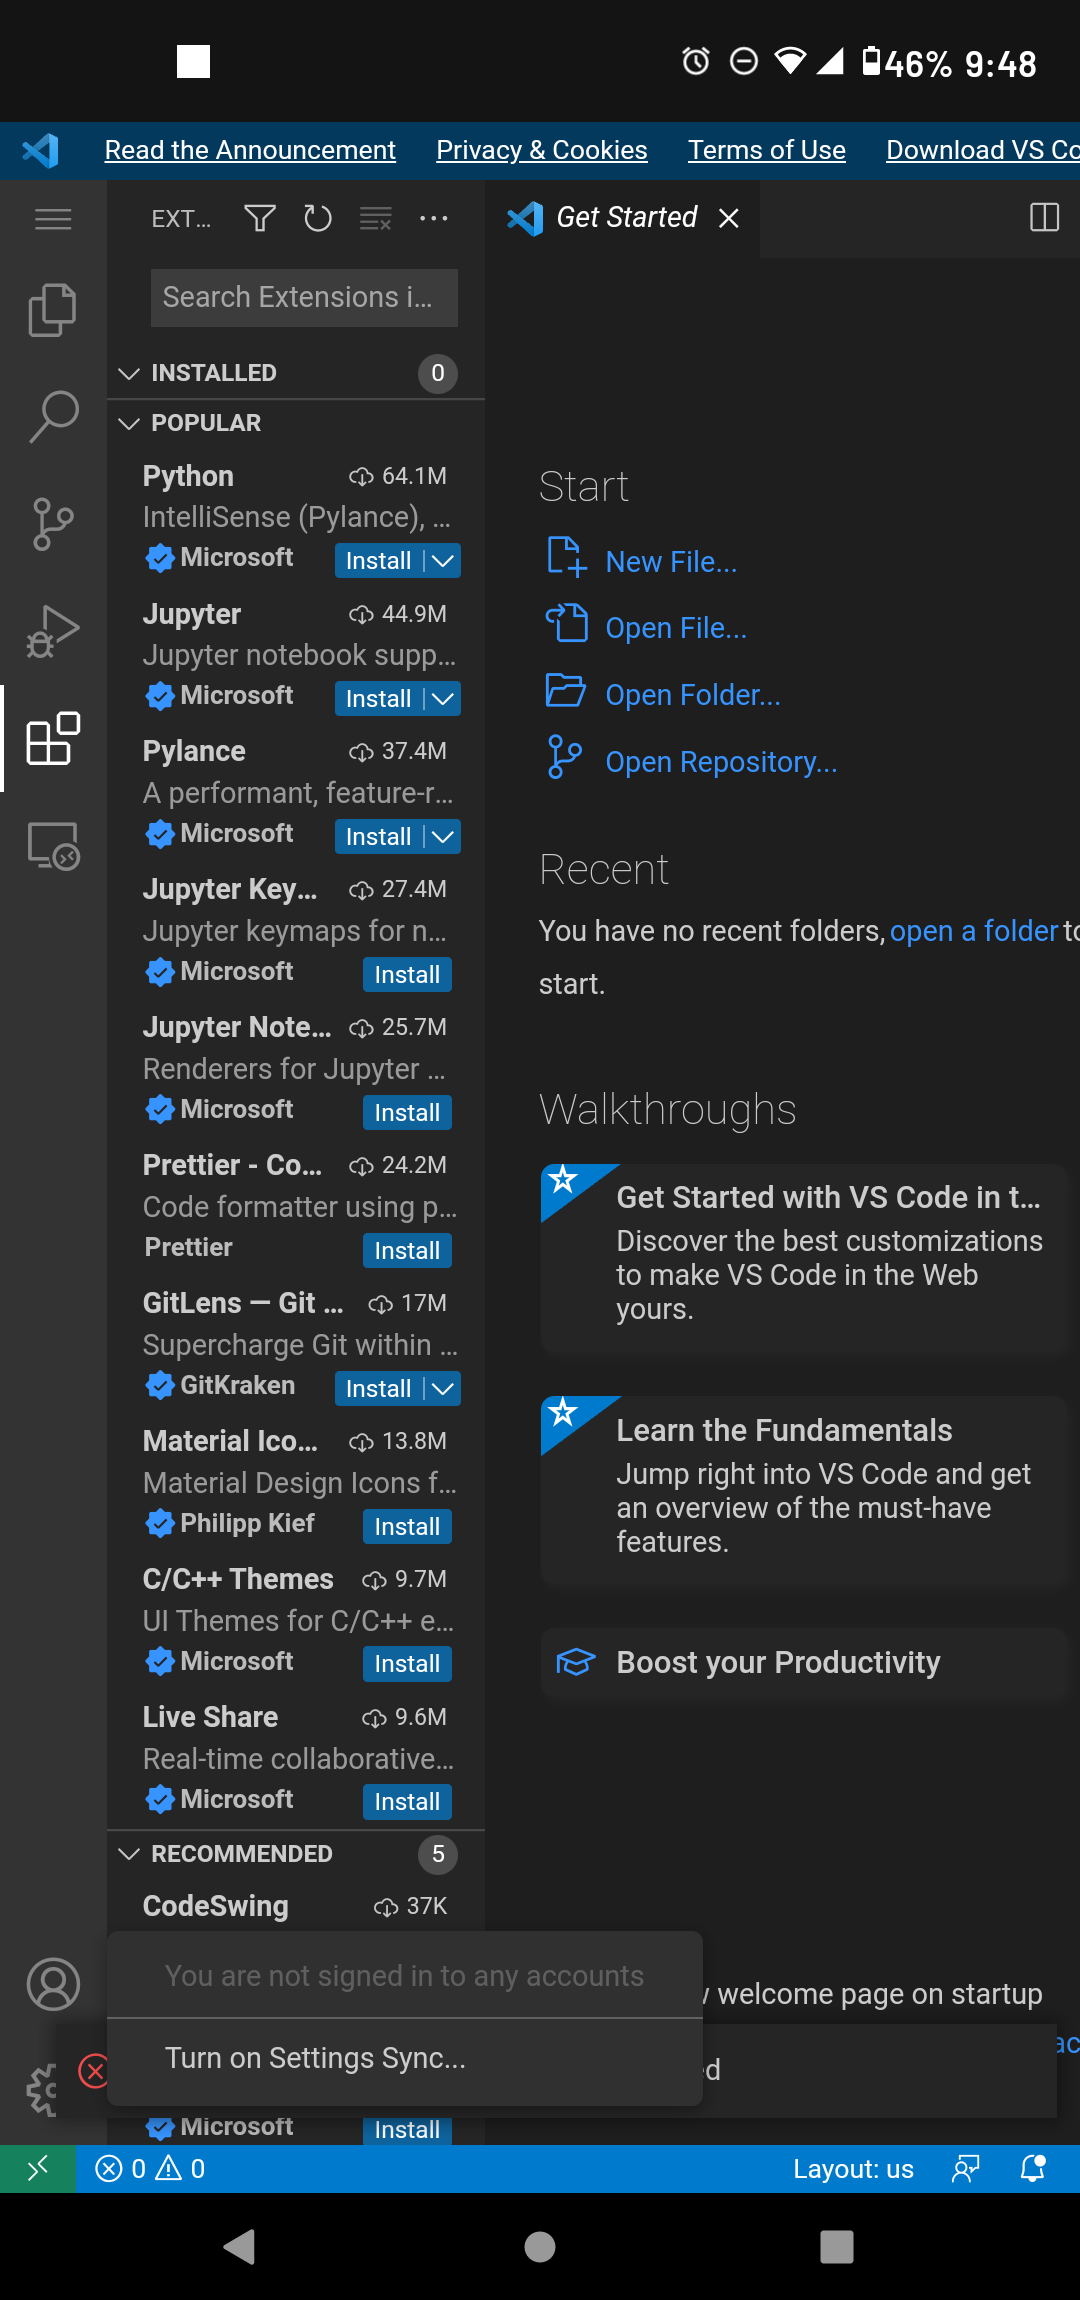 46% 9:48
Read the Announcement Privacy & Cookies Terms of Use Download VS Co
EXT...
Get Started
Search Extensions i...
INSTALLED 0
POPULAR
Python 64.1M
IntelliSense (Pylance), ...
Microsoft Install
Jupyter 44.9M
Jupyter notebook supp...
Microsoft Install
Pylance 37.4M
A performant, feature-r...
Microsoft Install
Jupyter Key... 27.4M
Jupyter keymaps for n...
Microsoft Install
Jupyter Note... 25.7M
Renderers for Jupyter ...
Microsoft Install
Prettier - Co... 24.2M
Code formatter using p...
Prettier Install
GitLens — Git ... 17M
Supercharge Git within ...
GitKraken Install
Material Ico... 13.8M
Material Design Icons f...
Philipp Kief Install
C/C++ Themes 9.7M
UI Themes for C/C++ e...
Microsoft Install
Live Share 9.6M
Real-time collaborative...
Microsoft Install
RECOMMENDED 5
CodeSwing 37K
Microsoft Install
Start
New File...
Open File...
Open Folder...
Open Repository...
Recent
You have no recent folders, open a folder to
start.
Walkthroughs
Get Started with VS Code in t...
Discover the best customizations
to make VS Code in the Web
yours.
Learn the Fundamentals
Jump right into VS Code and get
an overview of the must-have
features.
Boost your Productivity
welcome page on startup
You are not signed in to any accounts
Turn on Settings Sync...
0 0 Layout: us